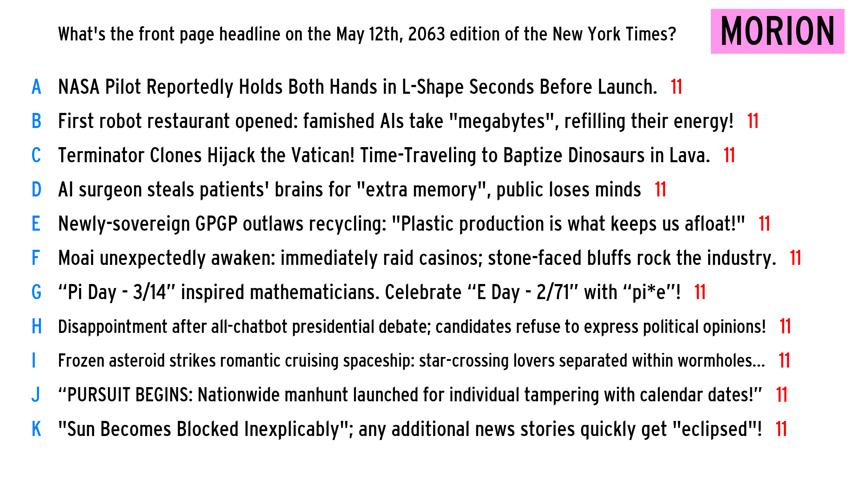 What's the front page headline on the May 12th, 2063 edition of the New York Times?
MORION
A NASA Pilot Reportedly Holds Both Hands in L-Shape Seconds Before Launch. 11
B First robot restaurant opened: famished AIs take "megabytes", refilling their energy! 11
C Terminator Clones Hijack the Vatican! Time-Traveling to Baptize Dinosaurs in Lava. 11
D AI surgeon steals patients' brains for "extra memory", public loses minds 11
E Newly-sovereign GPGP outlaws recycling: "Plastic production is what keeps us afloat!" 11
F Moai unexpectedly awaken: immediately raid casinos; stone-faced bluffs rock the industry. 11
G “Pi Day - 3/14” inspired mathematicians. Celebrate “E Day - 2/71” with “pi*e”! 11
H Disappointment after all-chatbot presidential debate; candidates refuse to express political opinions! 11
I Frozen asteroid strikes romantic cruising spaceship: star-crossing lovers separated within wormholes... 11
J “PURSUIT BEGINS: Nationwide manhunt launched for individual tampering with calendar dates!” 11
K "Sun Becomes Blocked Inexplicably"; any additional news stories quickly get "eclipsed"! 11